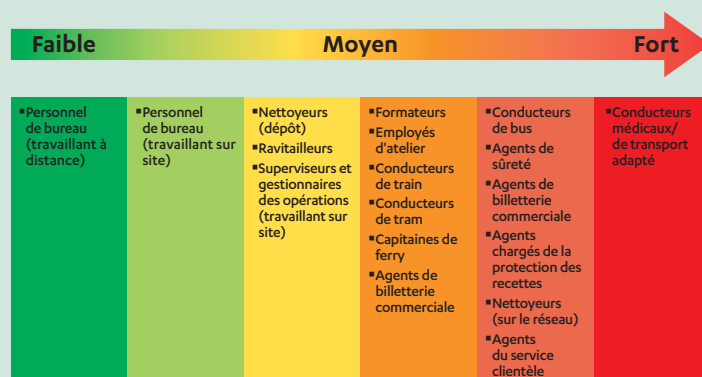 Faible Moyen Fort
▪Personnel
de bureau
(travaillant à
distance)
▪Personnel
de bureau
(travaillant sur
site)
▪Nettoyeurs
(dépôt)
▪Ravitailleurs
▪Superviseurs et
gestionnaires
des opérations
(travaillant sur
site)
▪Formateurs
▪Employés
d'atelier
▪Conducteurs
de train
▪Conducteurs
de tram
▪Capitaines de
ferry
▪Agents de
billetterie
commerciale
▪Conducteurs
de bus
▪Agents de
sûreté
▪Agents de
billetterie
commerciale
▪Agents
chargés de la
protection des
recettes
▪Nettoyeurs
(sur le réseau)
▪Agents
du service
clientèle
▪Conducteurs
médicaux/
de transport
adapté